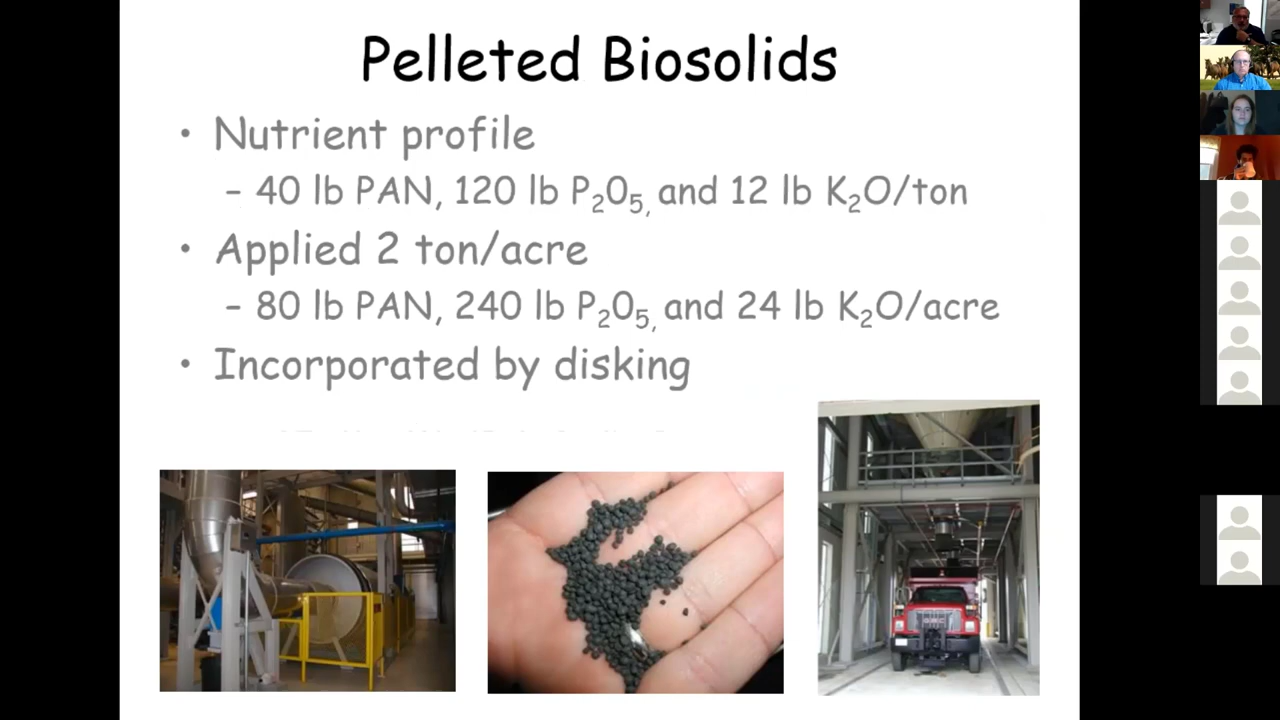 Pelleted Biosolids
• Nutrient profile
– 40 lb PAN, 120 lb P₂O₅, and 12 lb K₂O/ton
• Applied 2 ton/acre
– 80 lb PAN, 240 lb P₂O₅, and 24 lb K₂O/acre
• Incorporated by disking
GMC